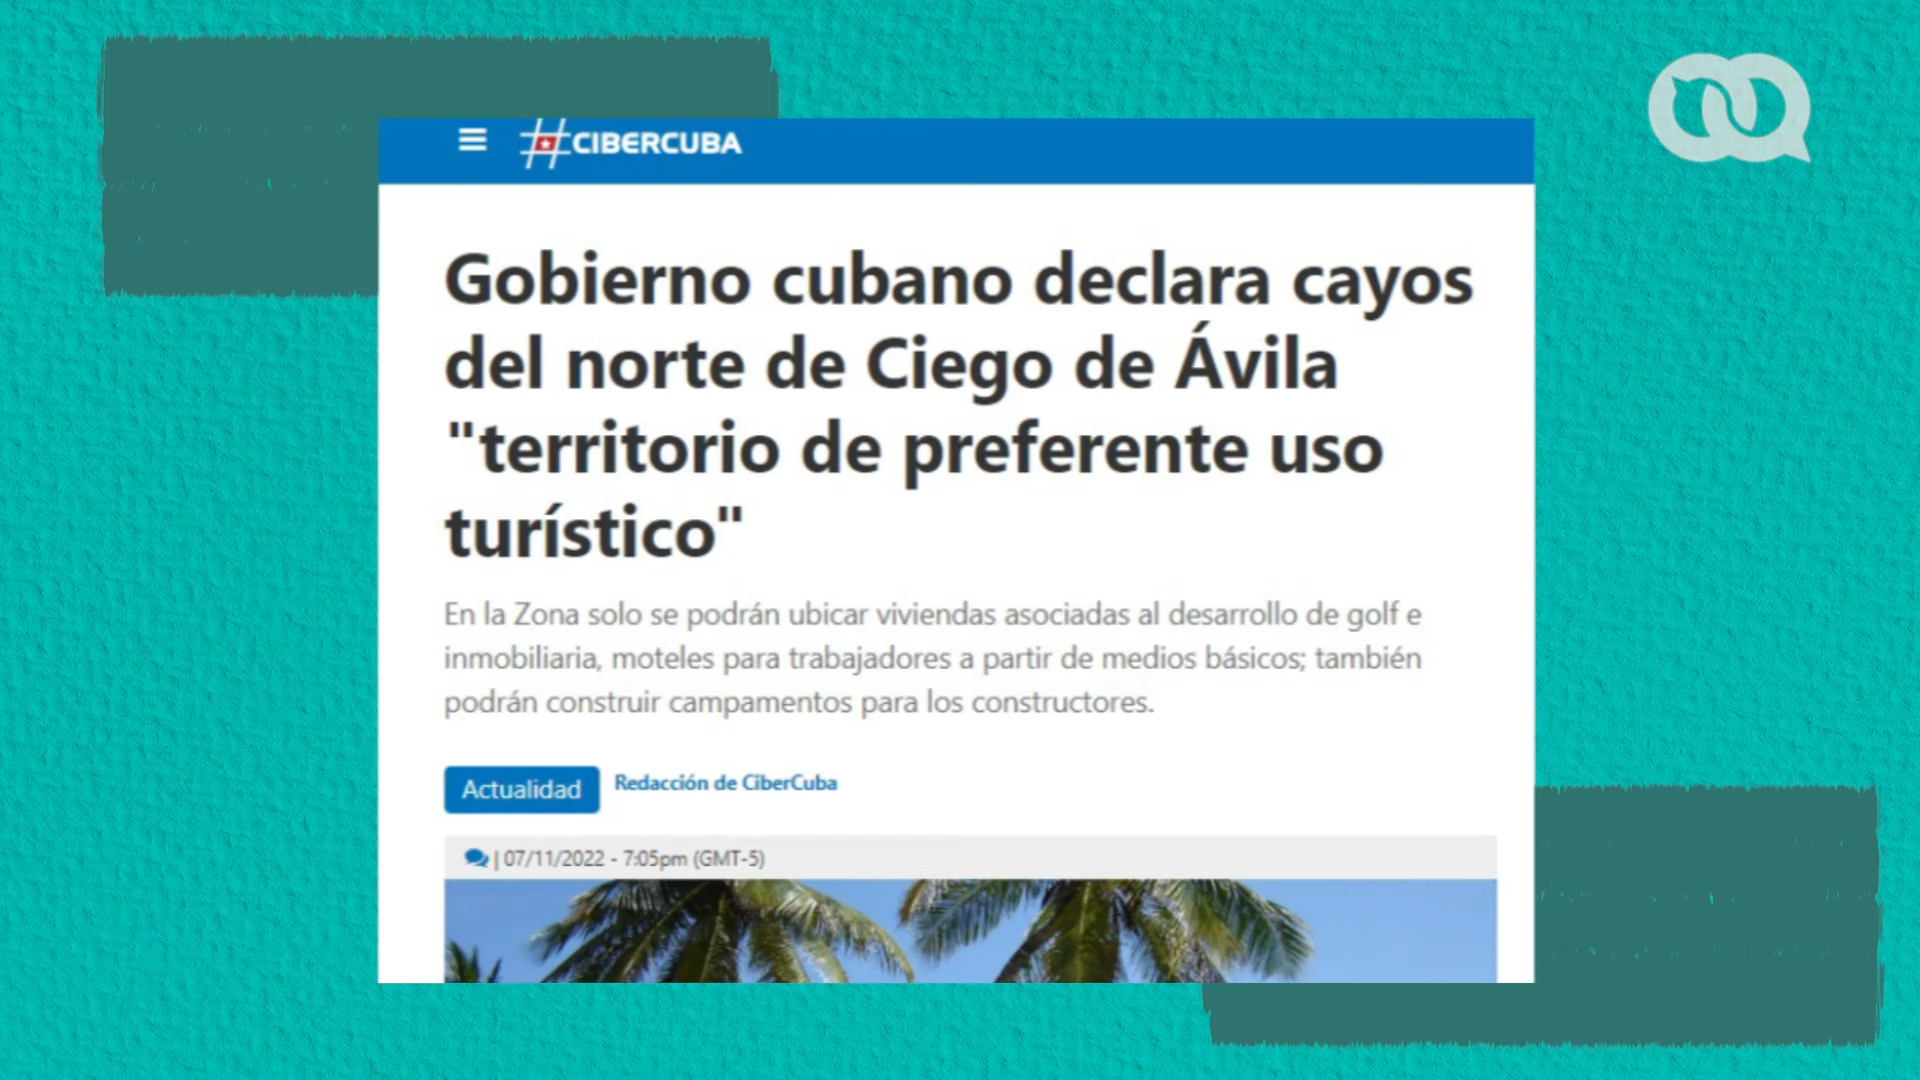 #CIBERCUBA
Gobierno cubano declara cayos
del norte de Ciego de Ávila
"territorio de preferente uso
turístico"
En la Zona solo se podrán ubicar viviendas asociadas al desarrollo de golf e
inmobiliaria, moteles para trabajadores a partir de medios básicos; también
podrán construir campamentos para los constructores.
Actualidad
Redacción de CiberCuba
| 07/11/2022 - 7:05pm (GMT-5)